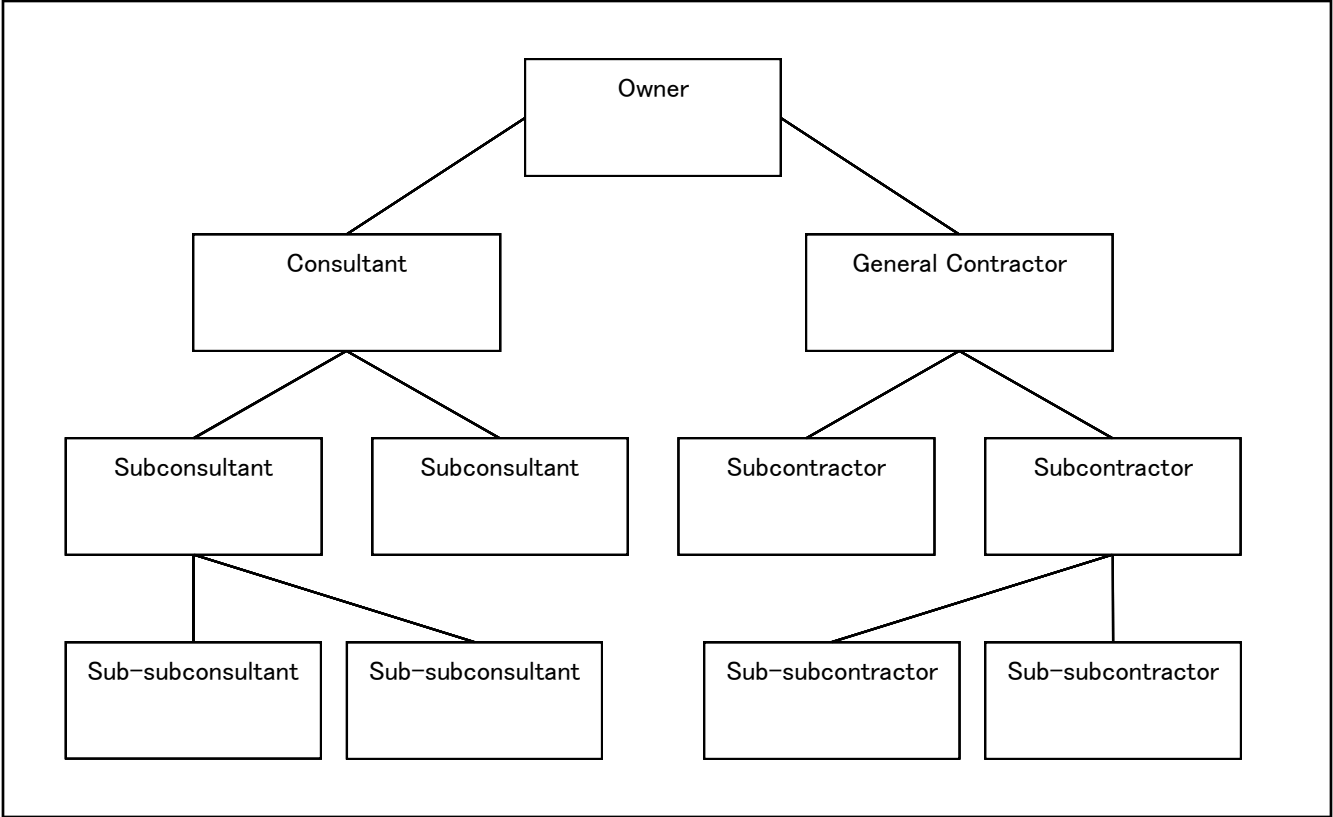 Owner
Consultant
General Contractor
Subconsultant
Subconsultant
Subcontractor
Subcontractor
Sub-subconsultant
Sub-subconsultant
Sub-subcontractor
Sub-subcontractor